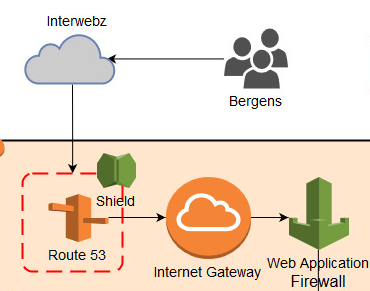 Interwebz
Bergens
Shield
Route 53
Internet Gateway
Web Application
Firewall